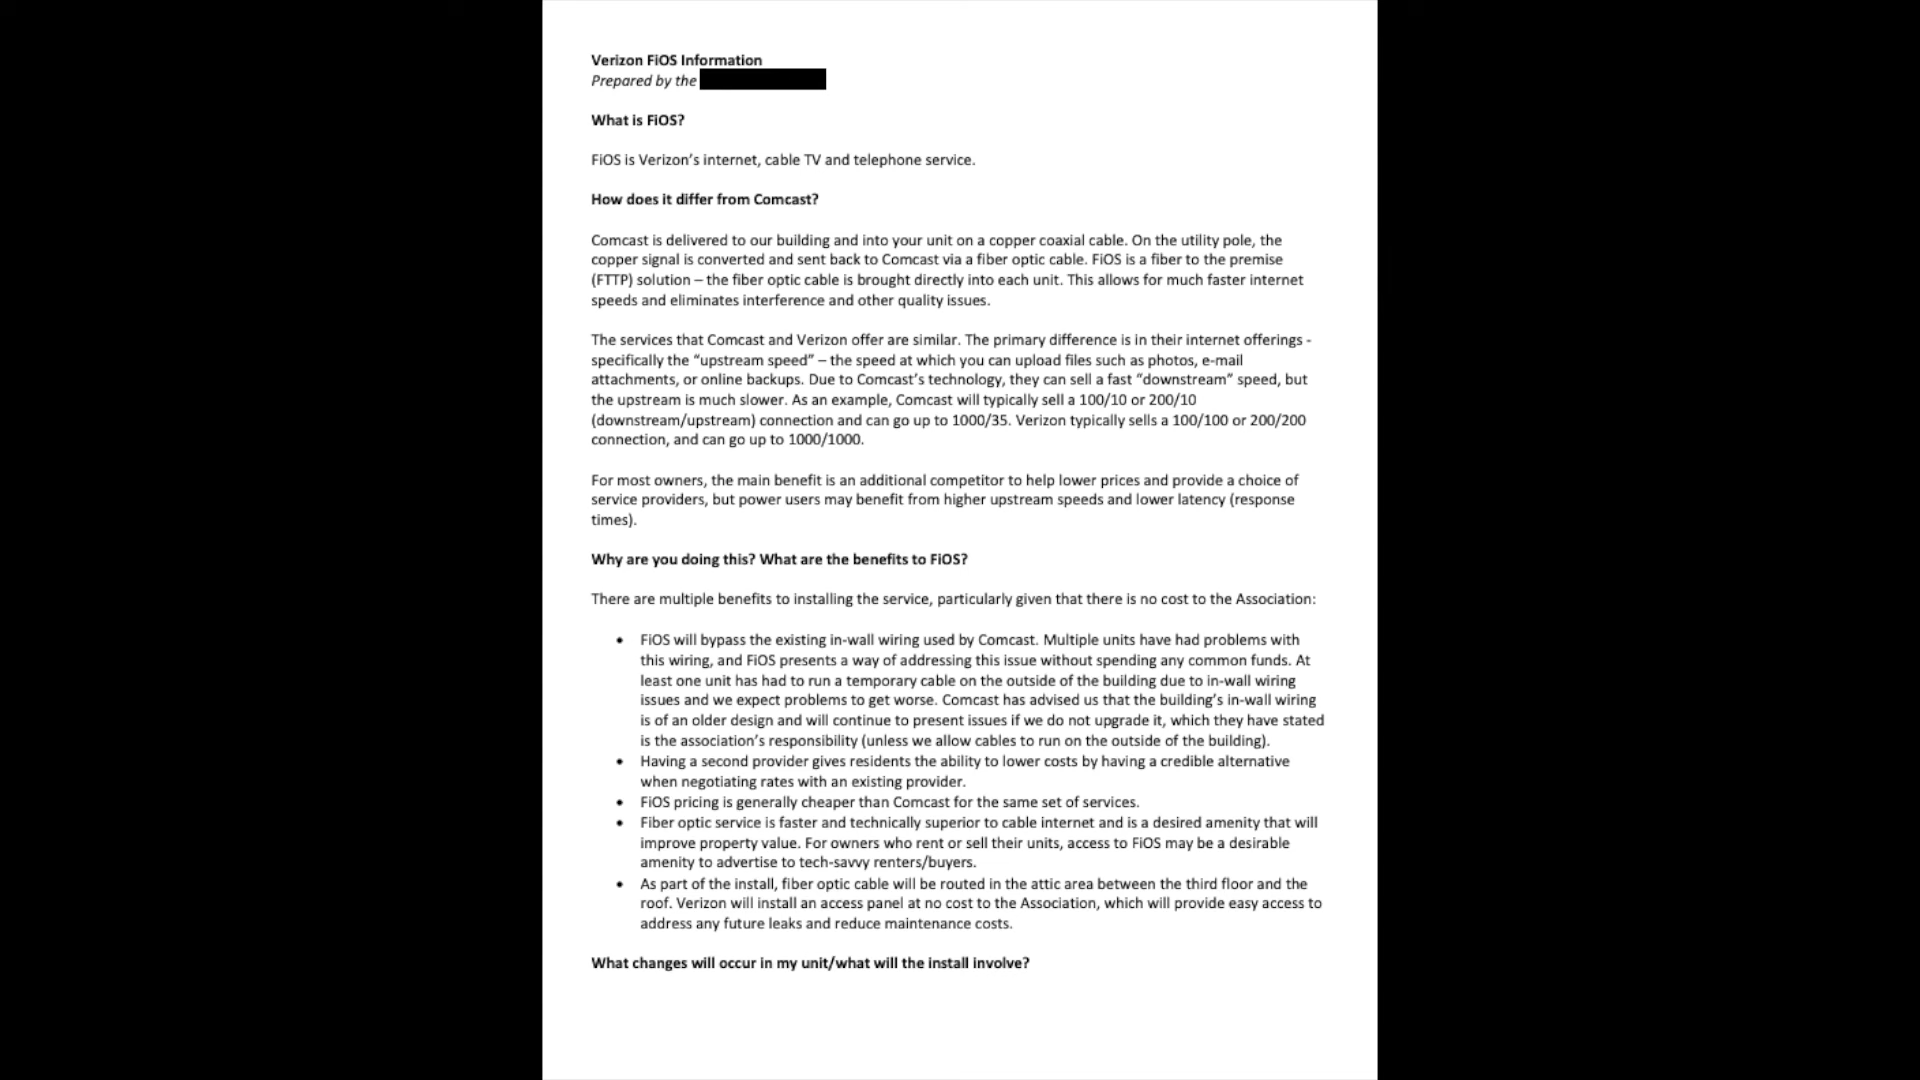 Verizon FiOS Information
Prepared by the
What is FiOS?
FiOS is Verizon’s internet, cable TV and telephone service.
How does it differ from Comcast?
Comcast is delivered to our building and into your unit on a copper coaxial cable. On the utility pole, the
copper signal is converted and sent back to Comcast via a fiber optic cable. FiOS is a fiber to the premise
(FTTP) solution – the fiber optic cable is brought directly into each unit. This allows for much faster internet
speeds and eliminates interference and other quality issues.
The services that Comcast and Verizon offer are similar. The primary difference is in their internet offerings -
specifically the “upstream speed” – the speed at which you can upload files such as photos, e-mail
attachments, or online backups. Due to Comcast’s technology, they can sell a fast “downstream” speed, but
the upstream is much slower. As an example, Comcast will typically sell a 100/10 or 200/10
(downstream/upstream) connection and can go up to 1000/35. Verizon typically sells a 100/100 or 200/200
connection, and can go up to 1000/1000.
For most owners, the main benefit is an additional competitor to help lower prices and provide a choice of
service providers, but power users may benefit from higher upstream speeds and lower latency (response
times).
Why are you doing this? What are the benefits to FiOS?
There are multiple benefits to installing the service, particularly given that there is no cost to the Association:
• FiOS will bypass the existing in-wall wiring used by Comcast. Multiple units have had problems with
this wiring, and FiOS presents a way of addressing this issue without spending any common funds. At
least one unit has had to run a temporary cable on the outside of the building due to in-wall wiring
issues and we expect problems to get worse. Comcast has advised us that the building’s in-wall wiring
is of an older design and will continue to present issues if we do not upgrade it, which they have stated
is the association’s responsibility (unless we allow cables to run on the outside of the building).
• Having a second provider gives residents the ability to lower costs by having a credible alternative
when negotiating rates with an existing provider.
• FiOS pricing is generally cheaper than Comcast for the same set of services.
• Fiber optic service is faster and technically superior to cable internet and is a desired amenity that will
improve property value. For owners who rent or sell their units, access to FiOS may be a desirable
amenity to advertise to tech-savvy renters/buyers.
• As part of the install, fiber optic cable will be routed in the attic area between the third floor and the
roof. Verizon will install an access panel at no cost to the Association, which will provide easy access to
address any future leaks and reduce maintenance costs.
What changes will occur in my unit/what will the install involve?